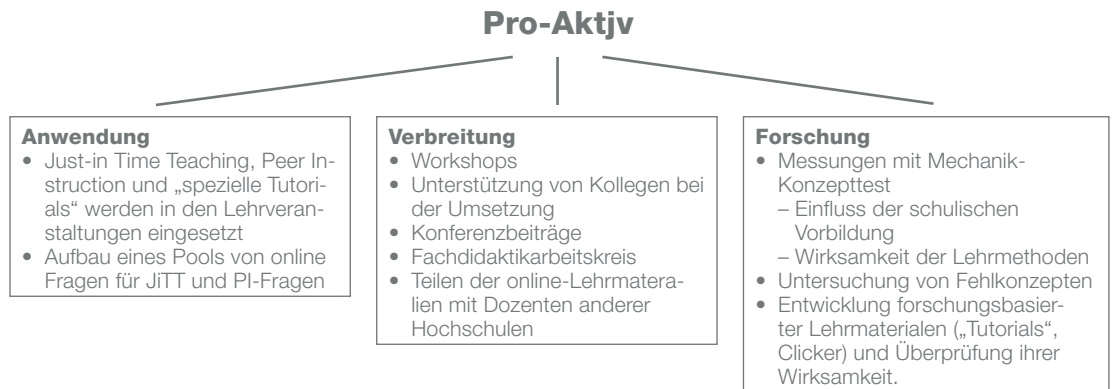 Pro-Aktjv
Anwendung
• Just-in Time Teaching, Peer In-
struction und „spezielle Tutori-
als“ werden in den Lehrveran-
staltungen eingesetzt
• Aufbau eines Pools von online
Fragen für JiTT und PI-Fragen
Verbreitung
• Workshops
• Unterstützung von Kollegen bei
der Umsetzung
• Konferenzbeiträge
• Fachdidaktikarbeitskreis
• Teilen der online-Lehrmatera-
lien mit Dozenten anderer
Hochschulen
Forschung
• Messungen mit Mechanik-
Konzepttest
– Einfluss der schulischen
Vorbildung
– Wirksamkeit der Lehrmethoden
• Untersuchung von Fehlkonzepten
• Entwicklung forschungsbasier-
ter Lehrmaterialen („Tutorials“,
Clicker) und Überprüfung ihrer
Wirksamkeit.